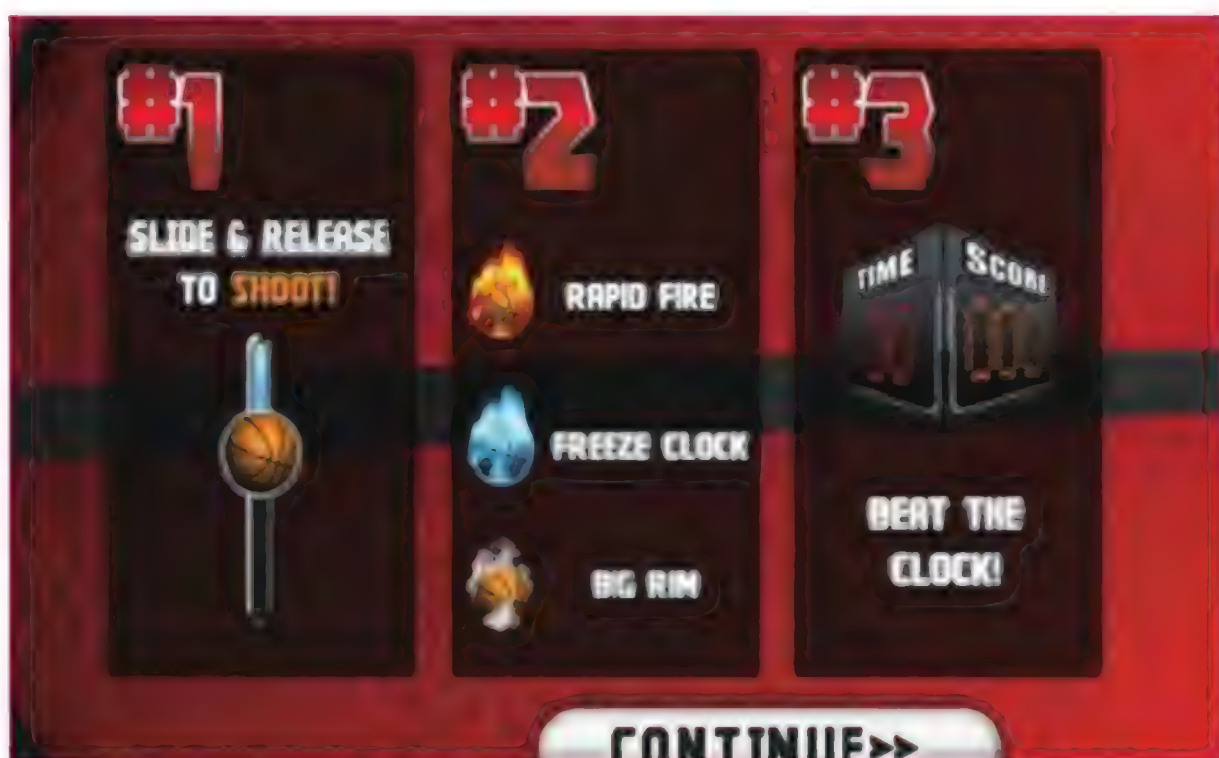 #1
SLIDE & RELEASE
TO SHOOT!
#2
RAPID FIRE
FREEZE CLOCK
BIG RIM
#3
TIME
SCORE
BEAT THE
CLOCK!
CONTINUE>>